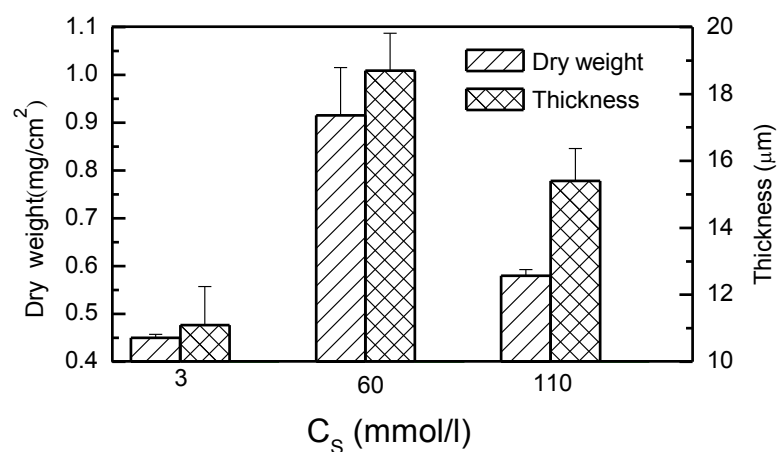 Dry weight(mg/cm²)
1.1
1.0
0.9
0.8
0.7
0.6
0.5
0.4
Dry weight
Thickness
20
18
16
14
12
10
Thickness (μm)
3 60 110
C_S (mmol/l)